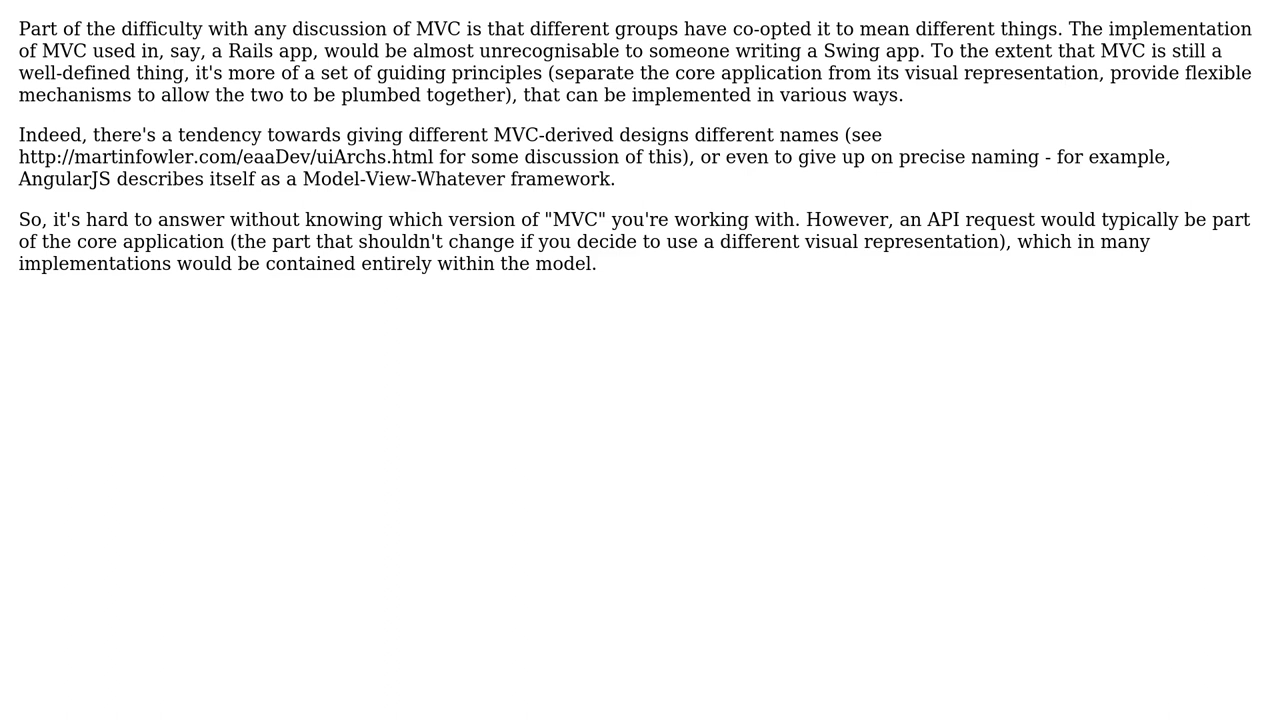 Part of the difficulty with any discussion of MVC is that different groups have co-opted it to mean different things. The implementation
of MVC used in, say, a Rails app, would be almost unrecognisable to someone writing a Swing app. To the extent that MVC is still a
well-defined thing, it's more of a set of guiding principles (separate the core application from its visual representation, provide flexible
mechanisms to allow the two to be plumbed together), that can be implemented in various ways.
Indeed, there's a tendency towards giving different MVC-derived designs different names (see
http://martinfowler.com/eaaDev/uiArchs.html for some discussion of this), or even to give up on precise naming - for example,
AngularJS describes itself as a Model-View-Whatever framework.
So, it's hard to answer without knowing which version of "MVC" you're working with. However, an API request would typically be part
of the core application (the part that shouldn't change if you decide to use a different visual representation), which in many
implementations would be contained entirely within the model.